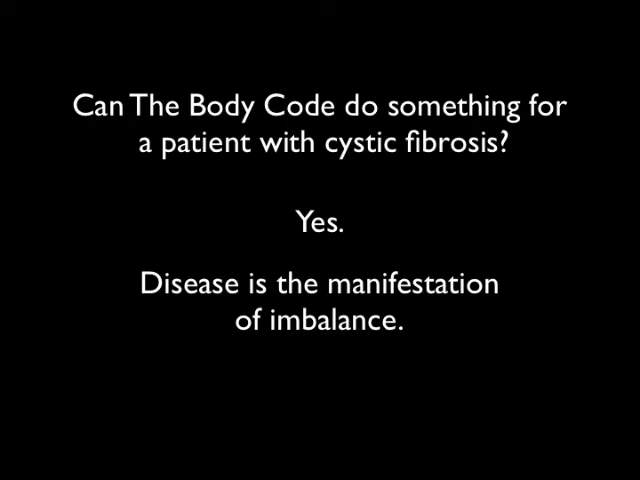 Can The Body Code do something for
a patient with cystic fibrosis?
Yes.
Disease is the manifestation
of imbalance.